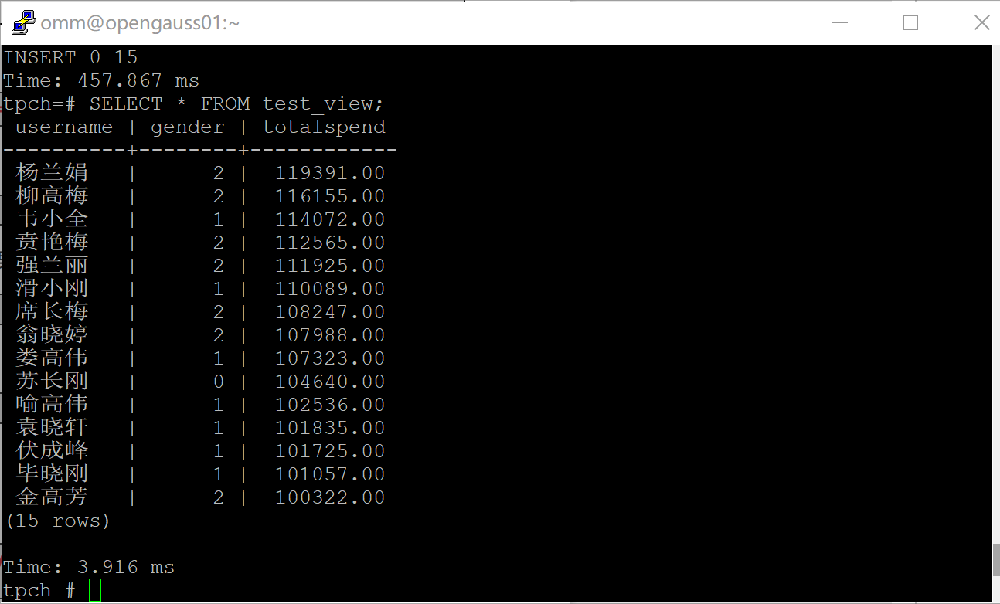 omm@opengauss01:~
INSERT 0 15
Time: 457.867 ms
tpch=# SELECT * FROM test_view;
 username | gender | totalspend
----------+--------+------------
 杨兰娟   |      2 |  119391.00
 柳高梅   |      2 |  116155.00
 韦小全   |      1 |  114072.00
 贲艳梅   |      2 |  112565.00
 强兰丽   |      2 |  111925.00
 滑小刚   |      1 |  110089.00
 席长梅   |      2 |  108247.00
 翁晓婷   |      2 |  107988.00
 娄高伟   |      1 |  107323.00
 苏长刚   |      0 |  104640.00
 喻高伟   |      1 |  102536.00
 袁晓轩   |      1 |  101835.00
 伏成峰   |      1 |  101725.00
 毕晓刚   |      1 |  101057.00
 金高芳   |      2 |  100322.00
(15 rows)
Time: 3.916 ms
tpch=#